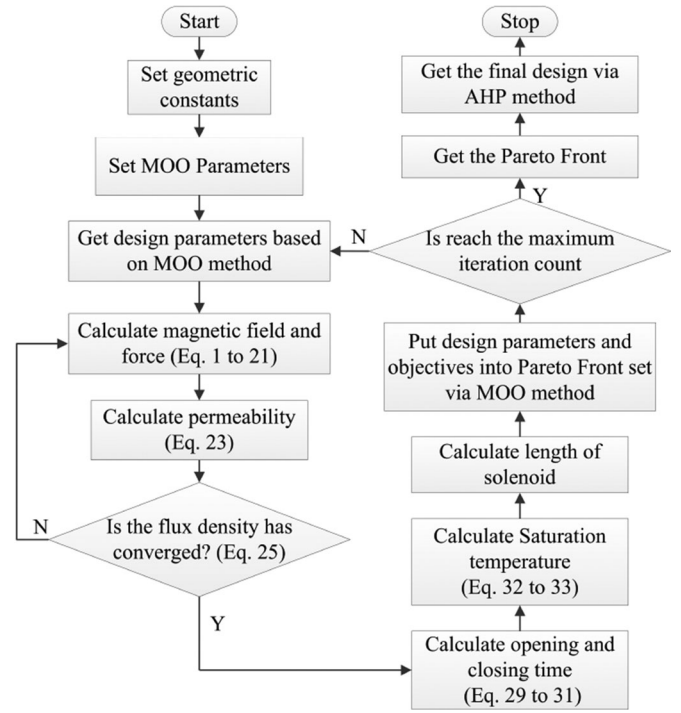 Start
Set geometric
constants
Set MOO Parameters
Get design parameters based
on MOO method
Calculate magnetic field and
force (Eq. 1 to 21)
Calculate permeability
(Eq. 23)
Is the flux density has
converged? (Eq. 25)
N
Y
Calculate opening and
closing time
(Eq. 29 to 31)
Calculate Saturation
temperature
(Eq. 32 to 33)
Calculate length of
solenoid
Put design parameters and
objectives into Pareto Front set
via MOO method
Is reach the maximum
iteration count
N
Y
Get the Pareto Front
Get the final design via
AHP method
Stop